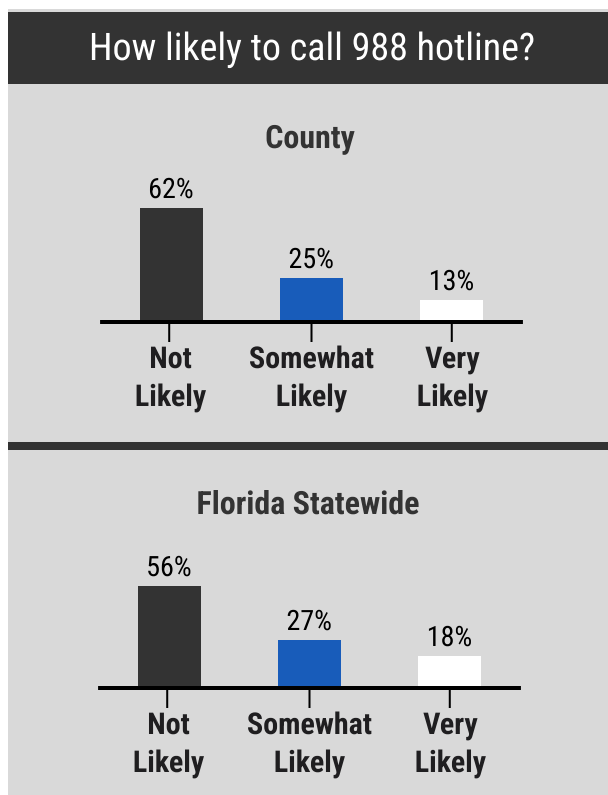 How likely to call 988 hotline?
County
62%
25%
13%
Not Likely
Somewhat Likely
Very Likely
Florida Statewide
56%
27%
18%
Not Likely
Somewhat Likely
Very Likely